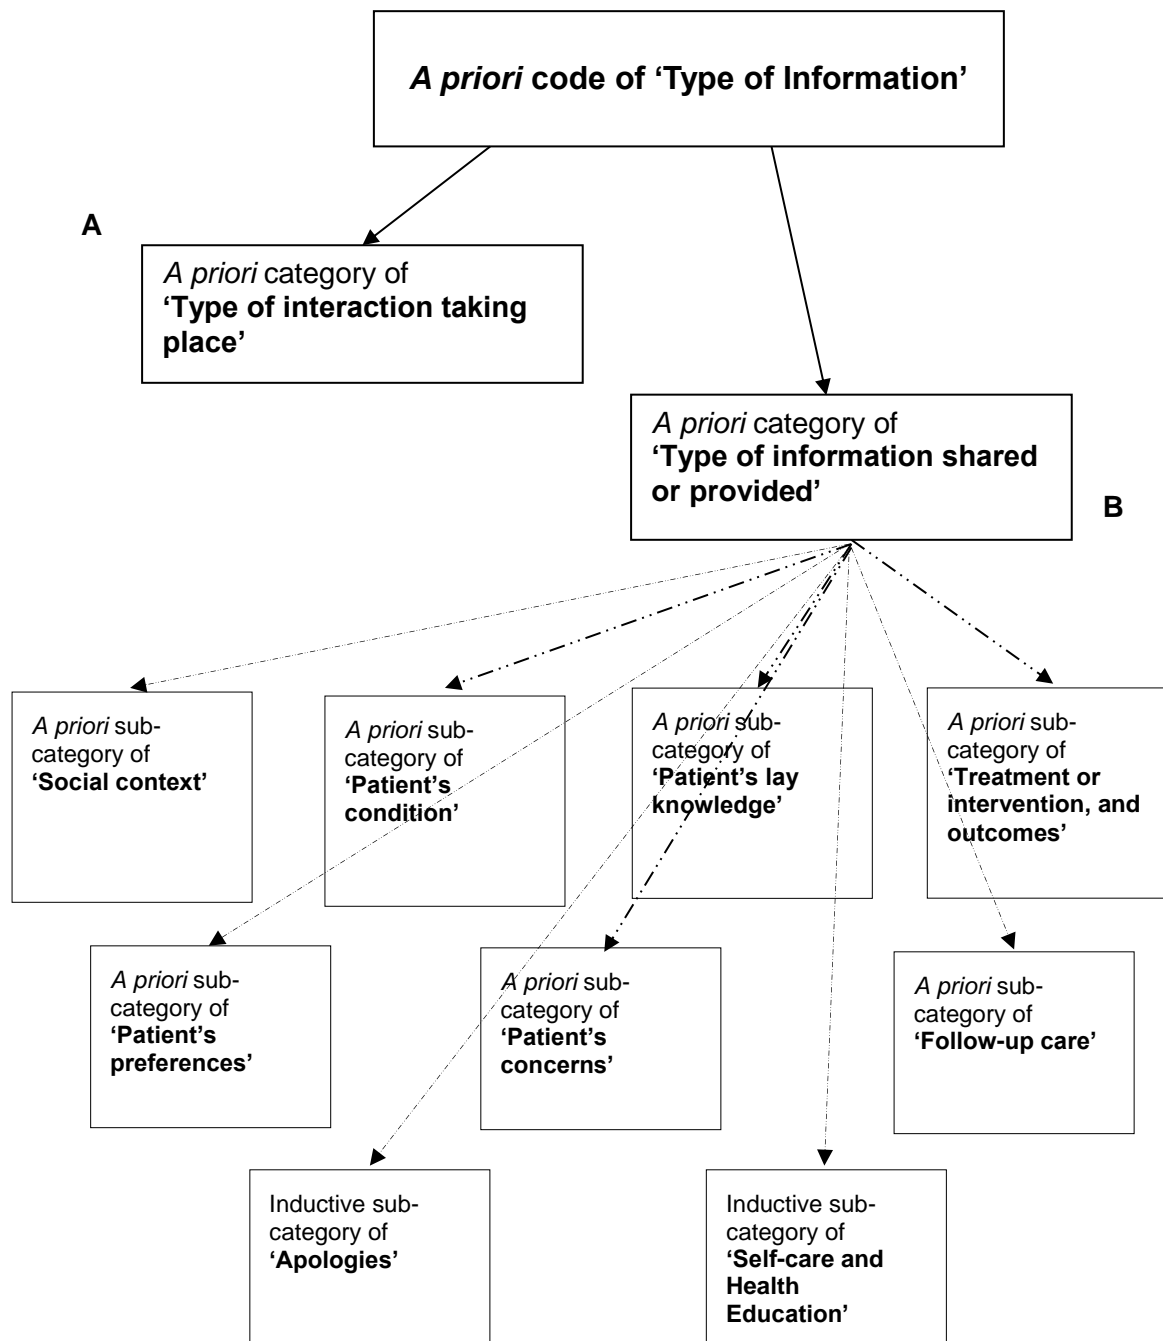 A priori code of ‘Type of Information’
A
A priori category of
‘Type of interaction taking
place’
A priori category of
‘Type of information shared
or provided’
B
A priori sub-
category of
‘Social context’
A priori sub-
category of
‘Patient’s
condition’
A priori sub-
category of
‘Patient’s lay
knowledge’
A priori sub-
category of
‘Treatment or
intervention, and
outcomes’
A priori sub-
category of
‘Patient’s
preferences’
A priori sub-
category of
‘Patient’s
concerns’
A priori sub-
category of
‘Follow-up care’
Inductive sub-
category of
‘Apologies’
Inductive sub-
category of
‘Self-care and
Health
Education’